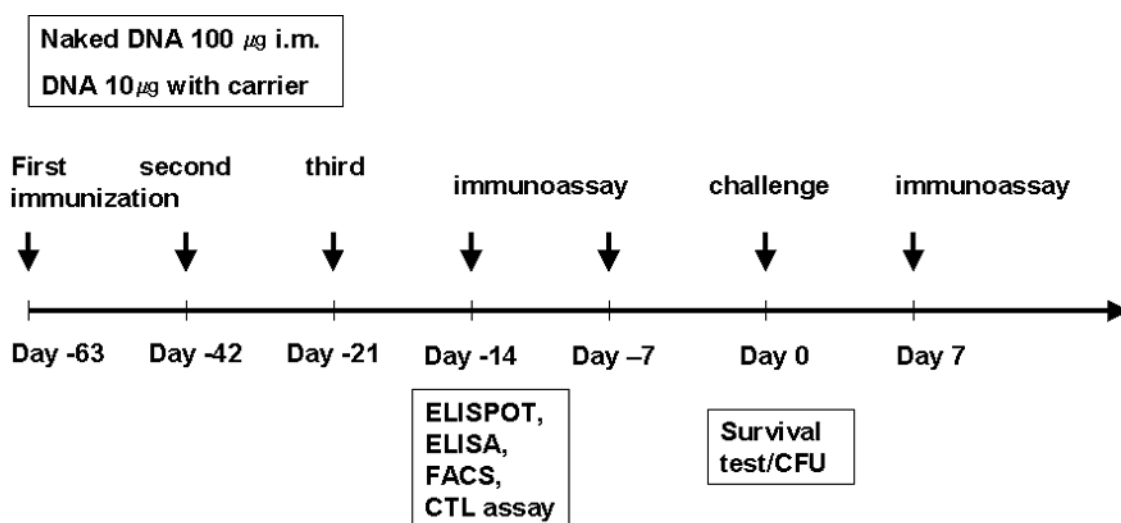 Naked DNA 100 ㎍ i.m.
DNA 10㎍ with carrier
First second third
immunization immunoassay challenge immunoassay
Day -63 Day -42 Day -21 Day -14 Day –7 Day 0 Day 7
ELISPOT,
ELISA,
FACS,
CTL assay
Survival
test/CFU